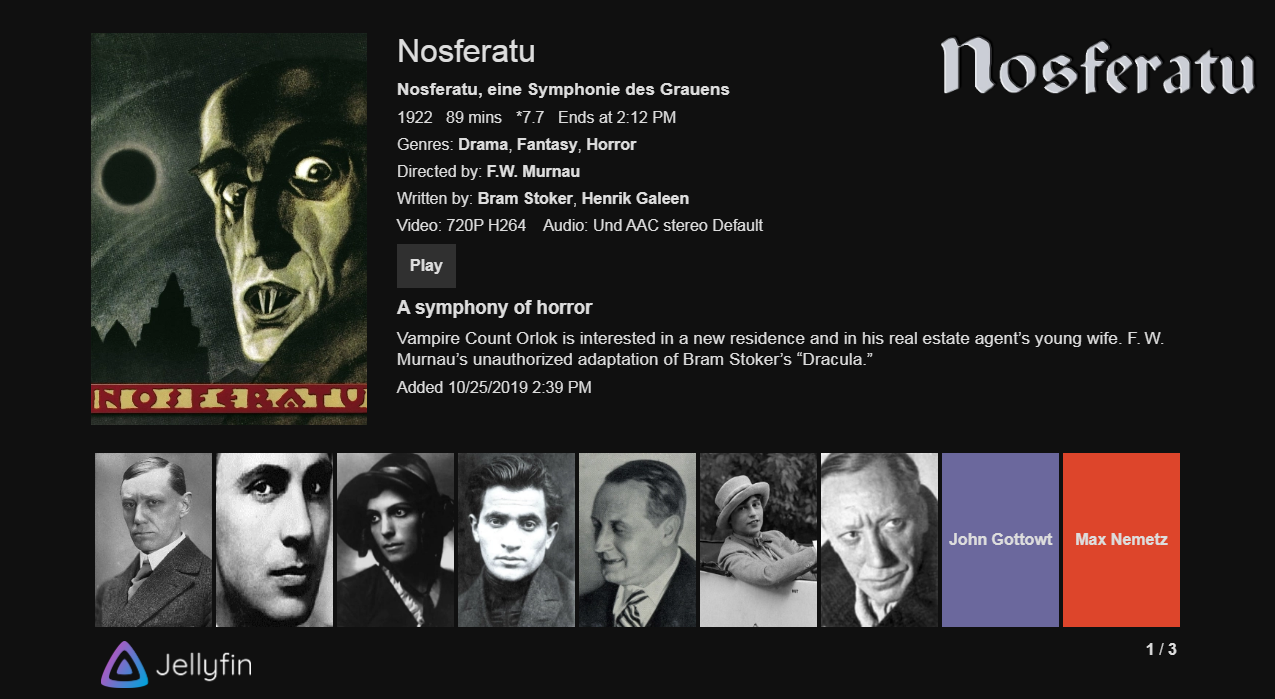 Nosferatu
Nosferatu
Nosferatu, eine Symphonie des Grauens
1922 89 mins *7.7 Ends at 2:12 PM
Genres: Drama, Fantasy, Horror
Directed by: F.W. Murnau
Written by: Bram Stoker, Henrik Galeen
Video: 720P H264 Audio: Und AAC stereo Default
Play
A symphony of horror
Vampire Count Orlok is interested in a new residence and in his real estate agent’s young wife. F. W.
Murnau’s unauthorized adaptation of Bram Stoker’s “Dracula.”
Added 10/25/2019 2:39 PM
NOSFERATU
John Gottowt
Max Nemetz
1 / 3
Jellyfin